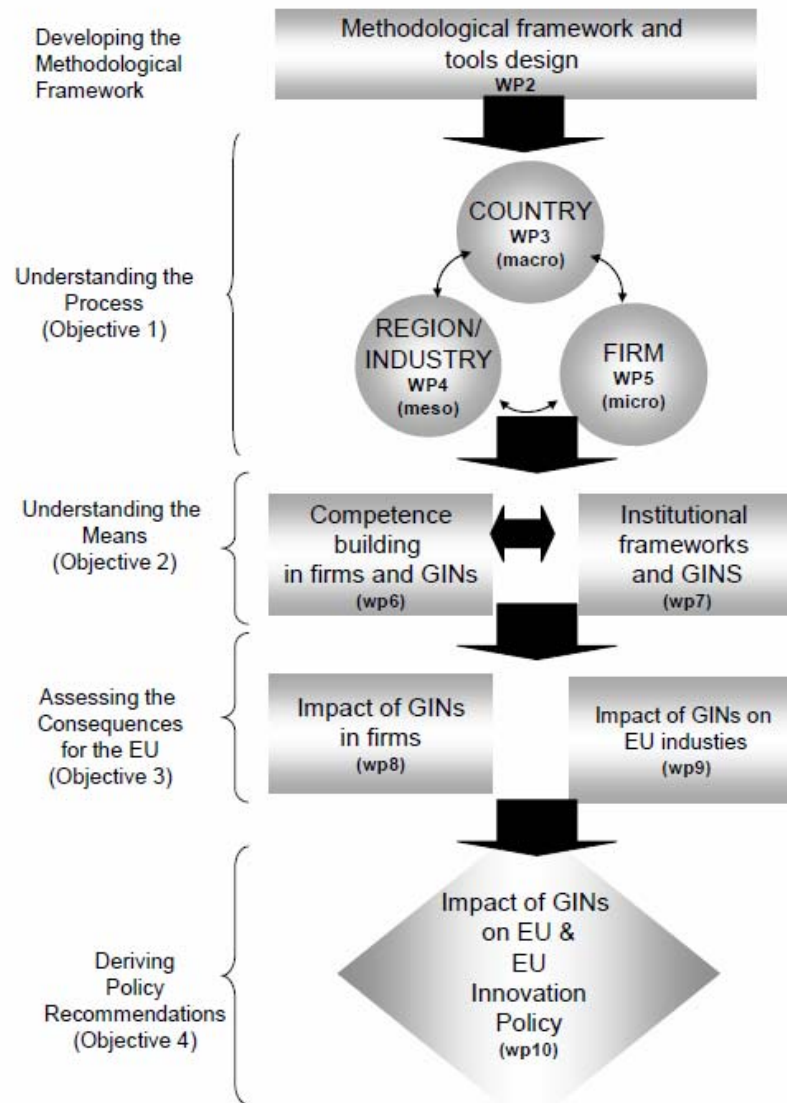 Developing the
Methodological
Framework
Methodological framework and
tools design
WP2
Understanding the
Process
(Objective 1)
COUNTRY
WP3
(macro)
REGION/
INDUSTRY
WP4
(meso)
FIRM
WP5
(micro)
Understanding the
Means
(Objective 2)
Competence
building
in firms and GINs
(wp6)
Institutional
frameworks
and GINS
(wp7)
Assessing the
Consequences
for the EU
(Objective 3)
Impact of GINs
in firms
(wp8)
Impact of GINs on
EU industies
(wp9)
Deriving
Policy
Recommendations
(Objective 4)
Impact of GINs
on EU &
EU
Innovation
Policy
(wp10)